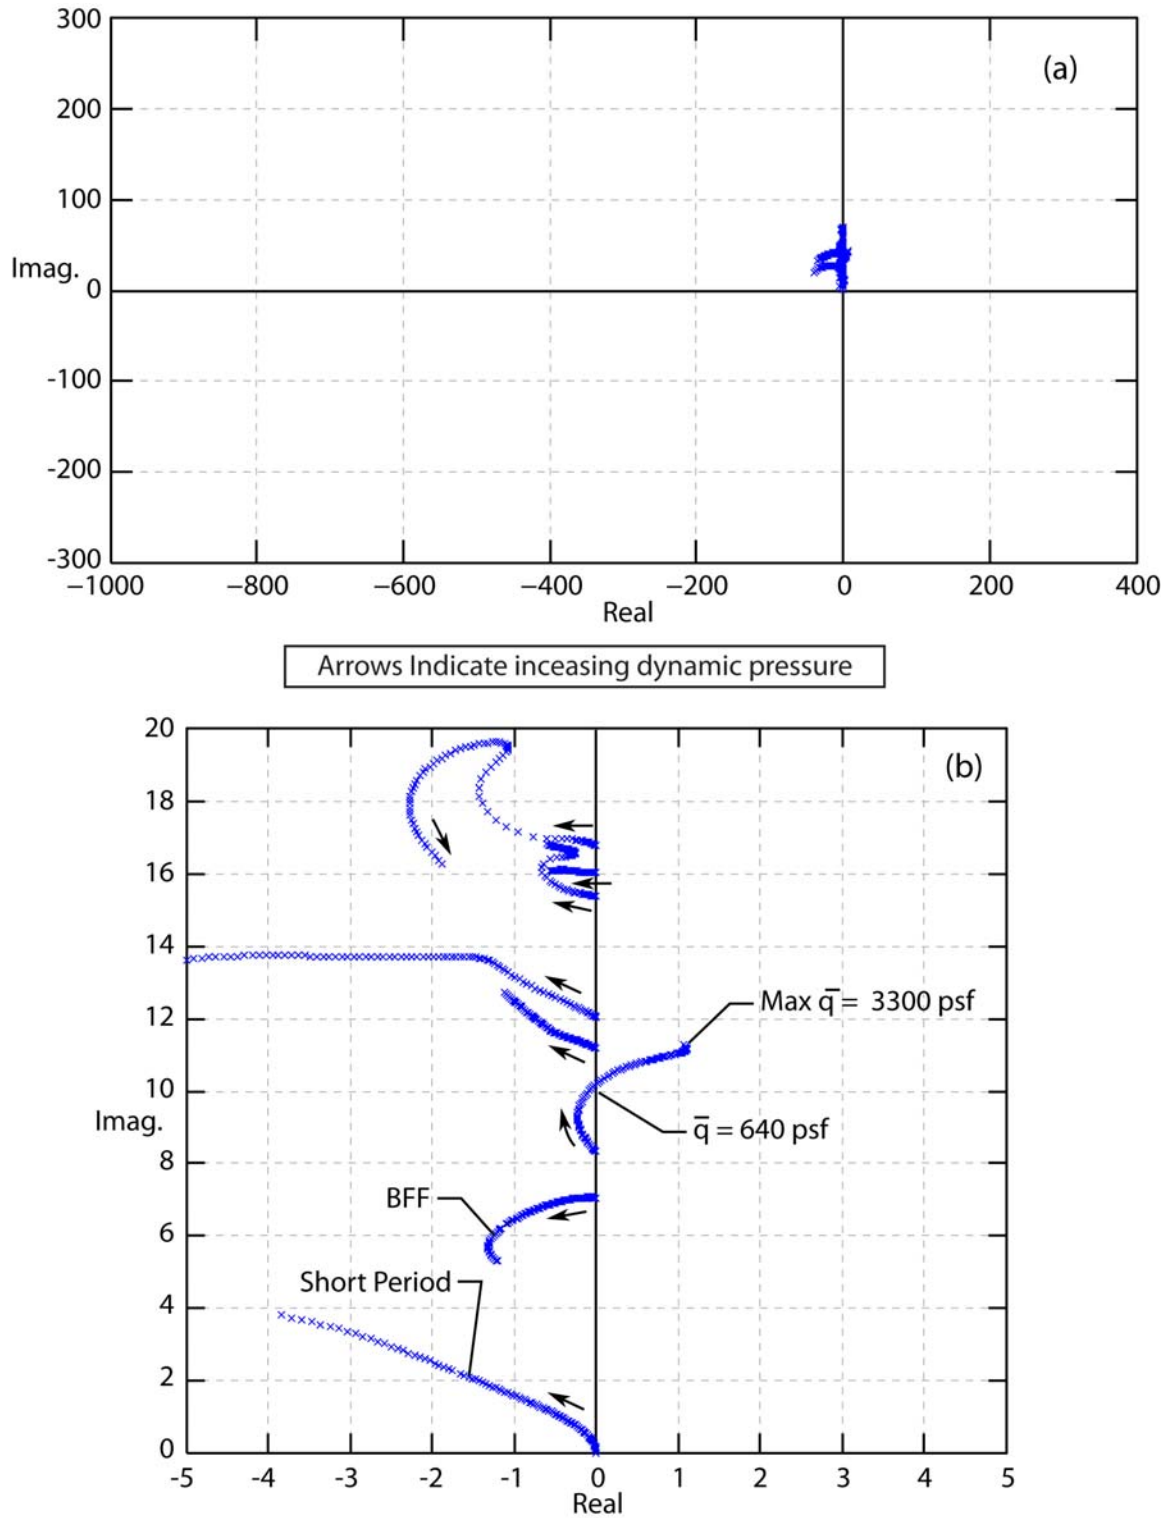 300
(a)
200
100
Imag.
0
-100
-200
-300
−1000 −800 −600 −400 −200 0 200 400
Real
Arrows Indicate inceasing dynamic pressure
20
(b)
18
16
14
Max q̅ = 3300 psf
12
10
Imag.
q̅ = 640 psf
8
BFF
6
Short Period
4
2
0
-5 -4 -3 -2 -1 0 1 2 3 4 5
Real